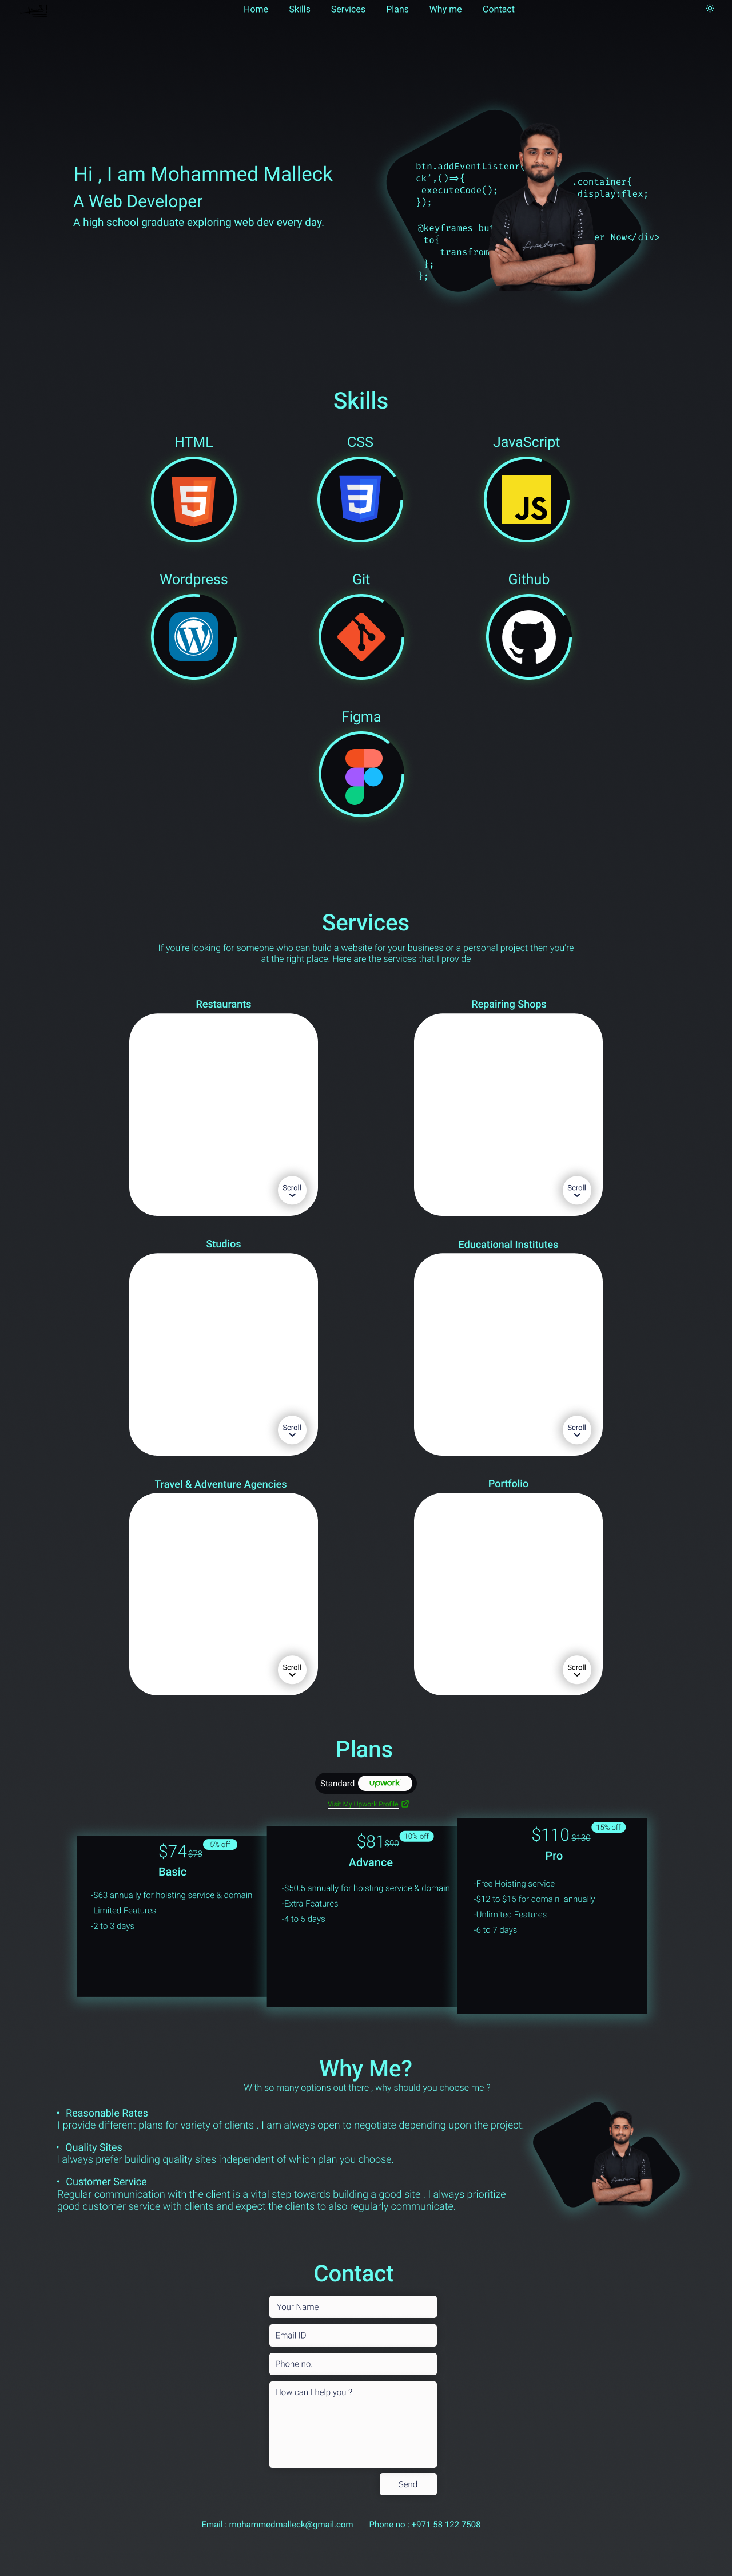 Home Skills Services Plans Why me Contact
Hi , I am Mohammed Malleck
A Web Developer
A high school graduate exploring web dev every day.
btn.addEventListenr(
ck',()=>{
executeCode();
});
@keyframes but
to{
transfrom
};
};
.container{
display:flex;
er Now</div>
freedom
Skills
HTML
CSS
JavaScript
JS
Wordpress
Git
Github
Figma
Services
If you're looking for someone who can build a website for your business or a personal project then you're
at the right place. Here are the services that I provide
Restaurants
Repairing Shops
Scroll
Scroll
Studios
Educational Institutes
Scroll
Scroll
Travel & Adventure Agencies
Portfolio
Scroll
Scroll
Plans
Standard upwork
Visit My Upwork Profile
$74 $78 5% off
Basic
-$63 annually for hoisting service & domain
-Limited Features
-2 to 3 days
$81 $90 10% off
Advance
-$50.5 annually for hoisting service & domain
-Extra Features
-4 to 5 days
$110 $130 15% off
Pro
-Free Hoisting service
-$12 to $15 for domain annually
-Unlimited Features
-6 to 7 days
Why Me?
With so many options out there , why should you choose me ?
• Reasonable Rates
I provide different plans for variety of clients . I am always open to negotiate depending upon the project.
• Quality Sites
I always prefer building quality sites independent of which plan you choose.
• Customer Service
Regular communication with the client is a vital step towards building a good site . I always prioritize
good customer service with clients and expect the clients to also regularly communicate.
freedom
Contact
Your Name
Email ID
Phone no.
How can I help you ?
Send
Email : mohammedmalleck@gmail.com Phone no : +971 58 122 7508